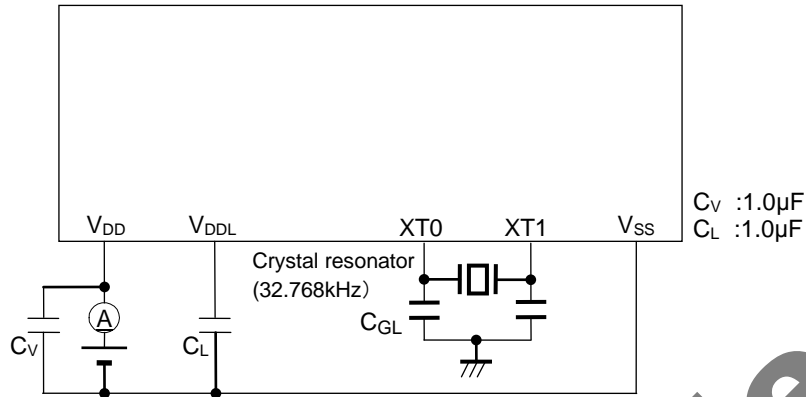 VDD VDDL XT0 XT1 VSS
CV :1.0µF
CL :1.0µF
Crystal resonator
(32.768kHz）
A
CV CL CGL